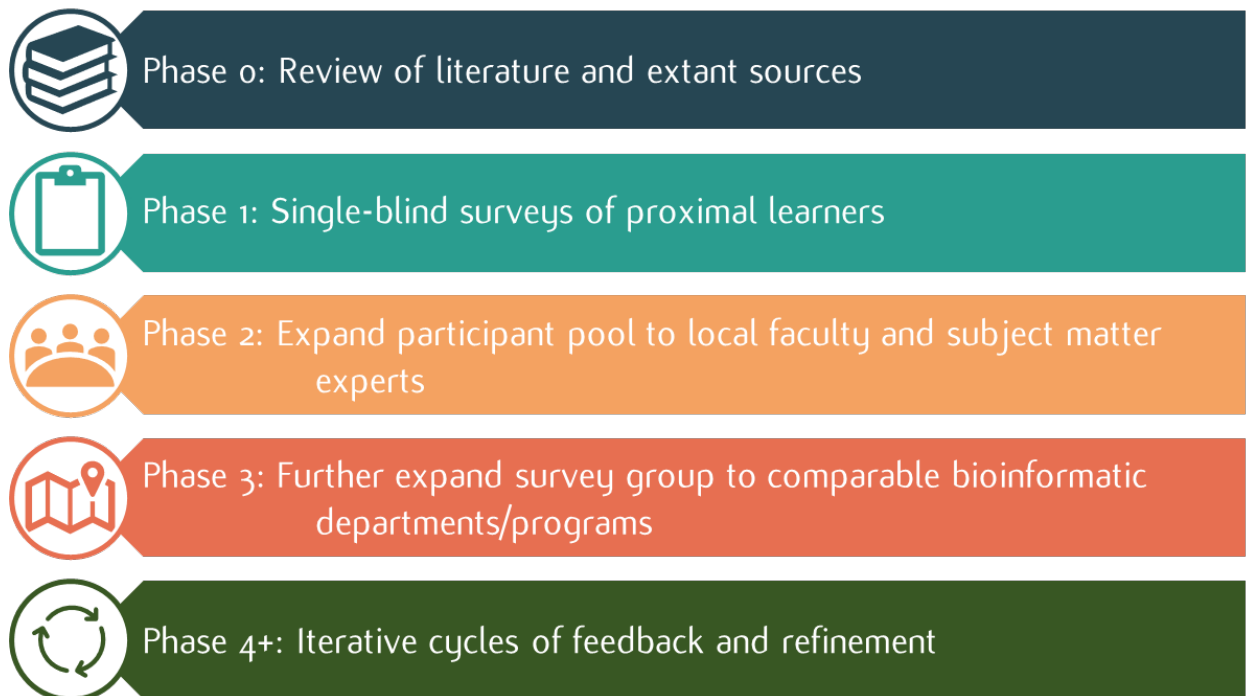 Phase 0: Review of literature and extant sources
Phase 1: Single-blind surveys of proximal learners
Phase 2: Expand participant pool to local faculty and subject matter
experts
Phase 3: Further expand survey group to comparable bioinformatic
departments/programs
Phase 4+: Iterative cycles of feedback and refinement